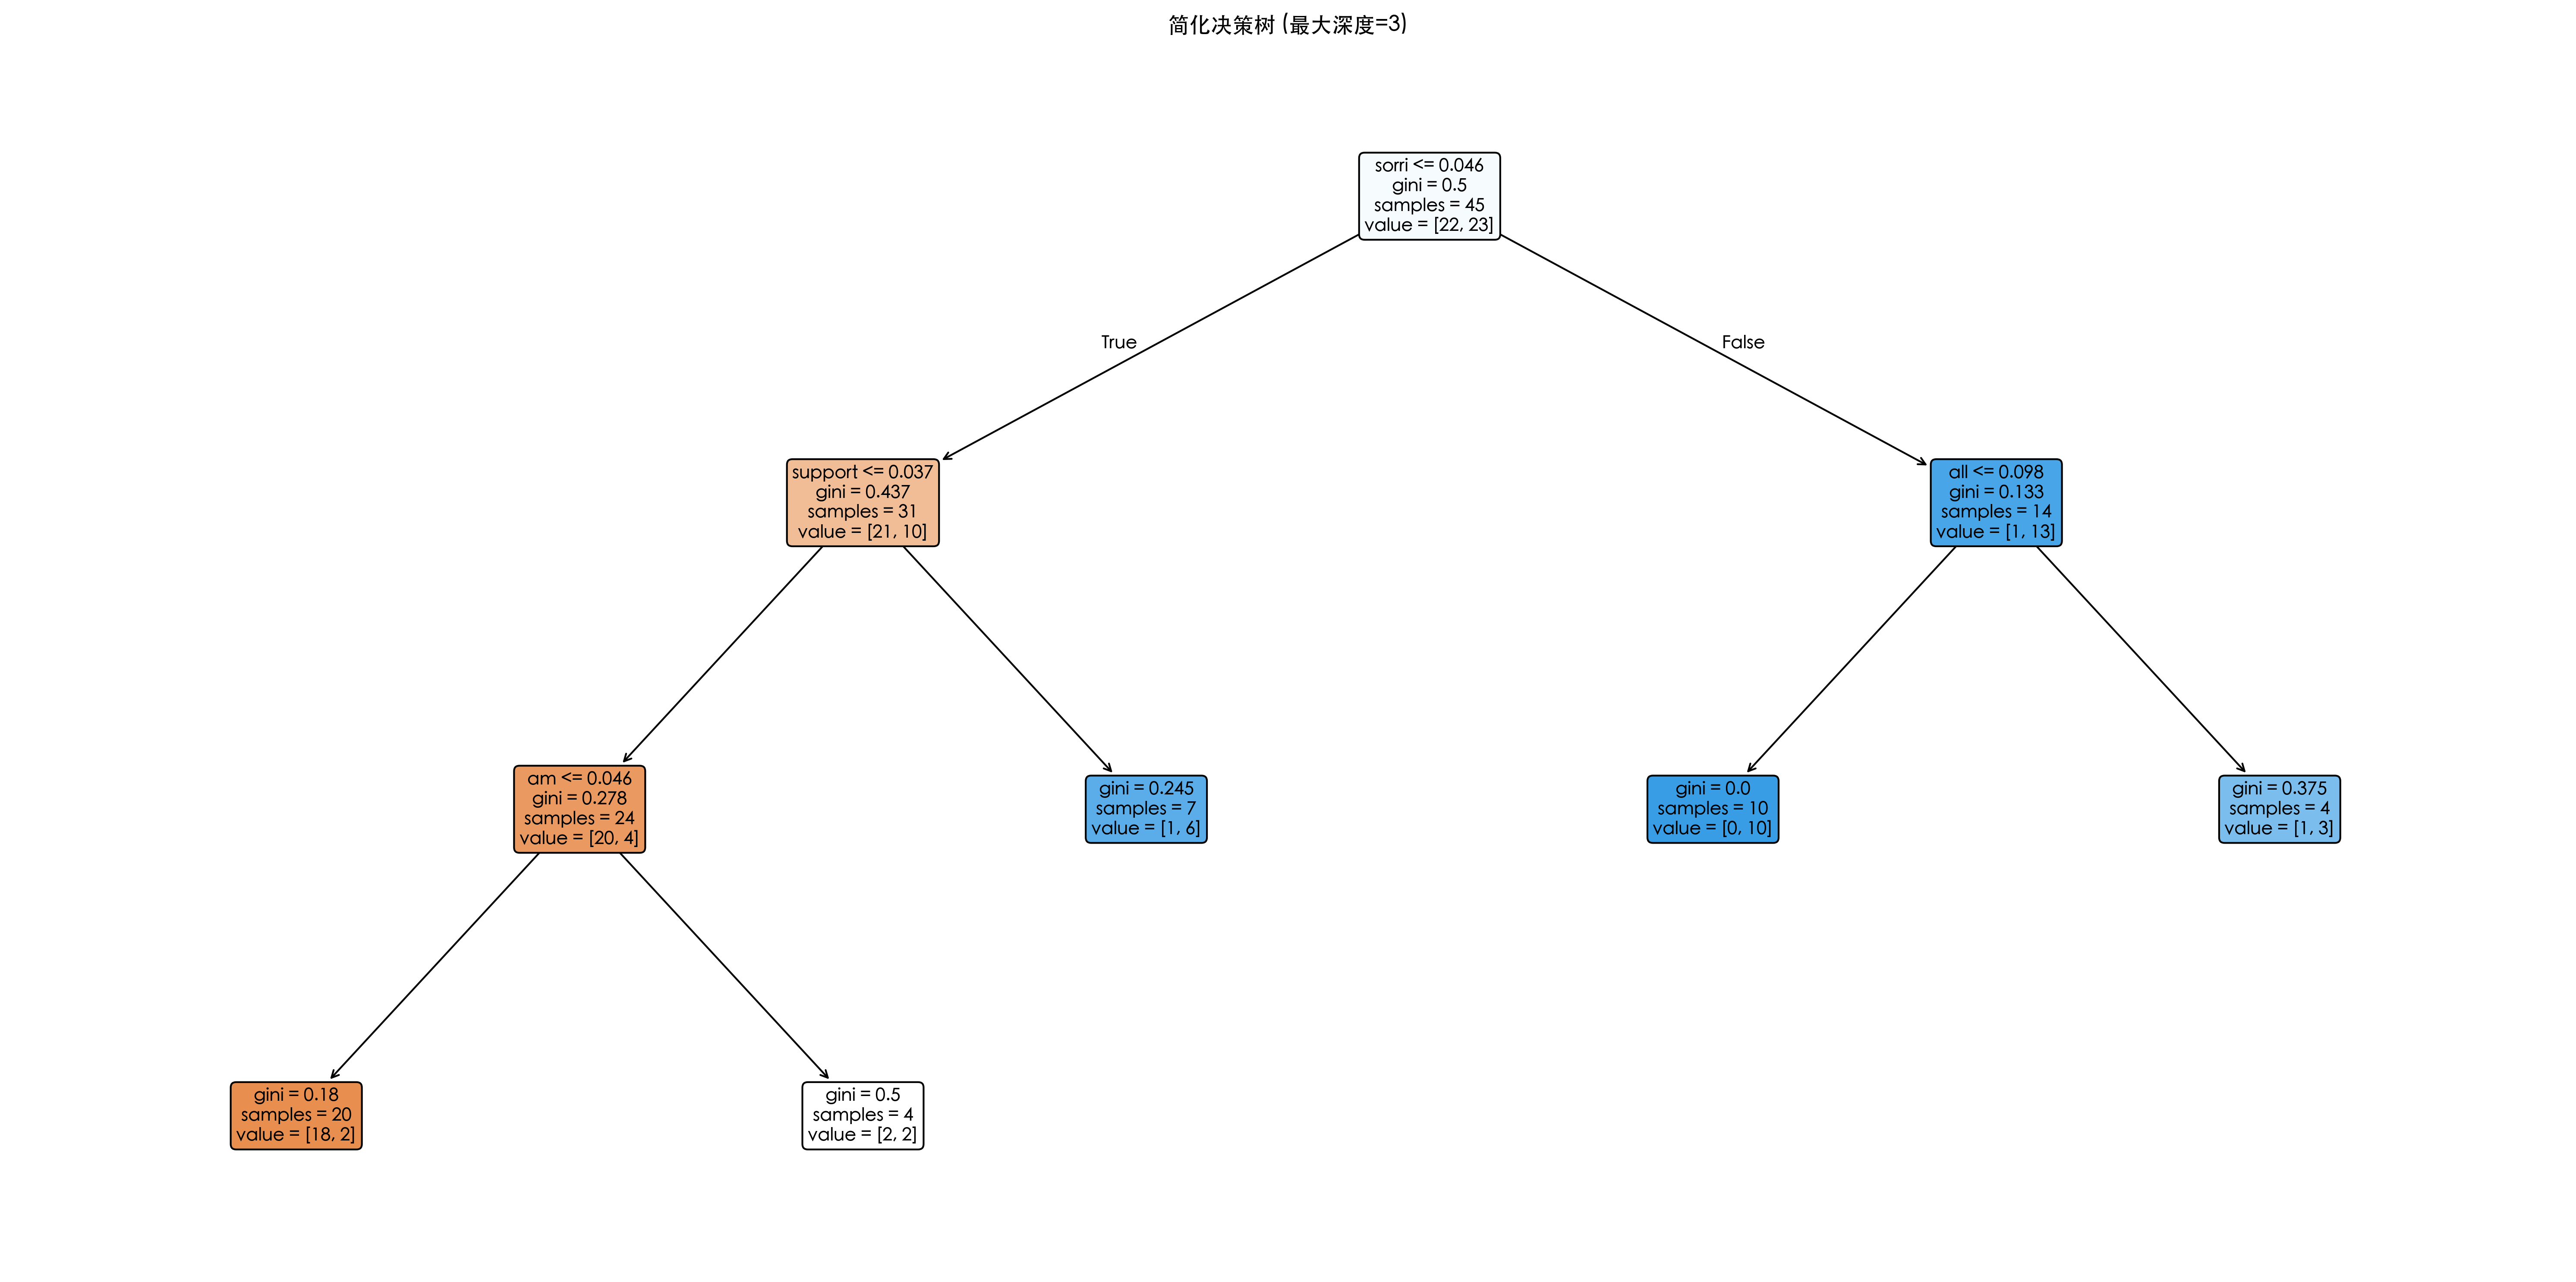 简化决策树 (最大深度=3)
sorri <= 0.046
gini = 0.5
samples = 45
value = [22, 23]
True
False
support <= 0.037
gini = 0.437
samples = 31
value = [21, 10]
all <= 0.098
gini = 0.133
samples = 14
value = [1, 13]
am <= 0.046
gini = 0.278
samples = 24
value = [20, 4]
gini = 0.245
samples = 7
value = [1, 6]
gini = 0.0
samples = 10
value = [0, 10]
gini = 0.375
samples = 4
value = [1, 3]
gini = 0.18
samples = 20
value = [18, 2]
gini = 0.5
samples = 4
value = [2, 2]